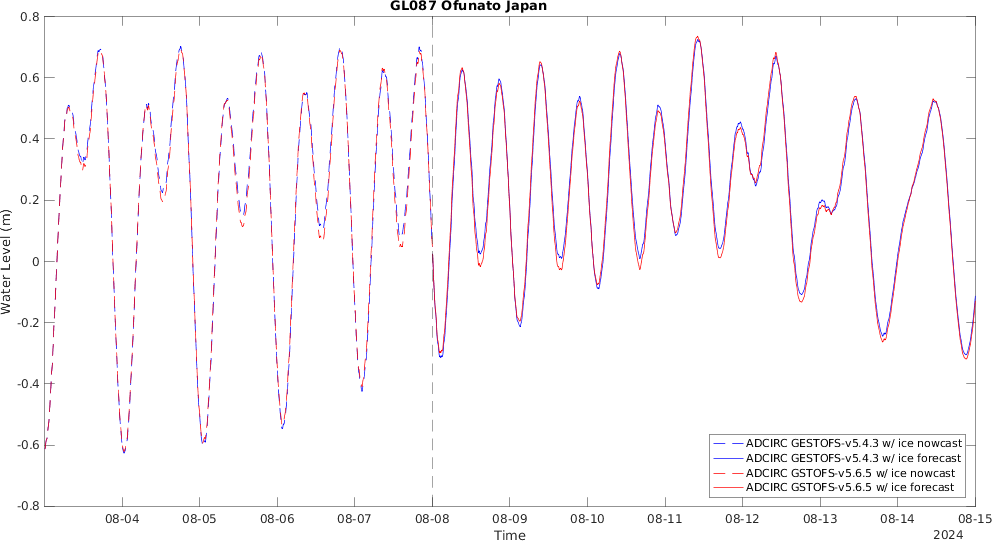 GL087 Ofunato Japan
0.8
0.6
0.4
0.2
0
-0.2
-0.4
-0.6
-0.8
Water Level (m)
08-04 08-05 08-06 08-07 08-08 08-09 08-10 08-11 08-12 08-13 08-14 08-15
Time
2024
ADCIRC GESTOFS-v5.4.3 w/ ice nowcast
ADCIRC GESTOFS-v5.4.3 w/ ice forecast
ADCIRC GSTOFS-v5.6.5 w/ ice nowcast
ADCIRC GSTOFS-v5.6.5 w/ ice forecast